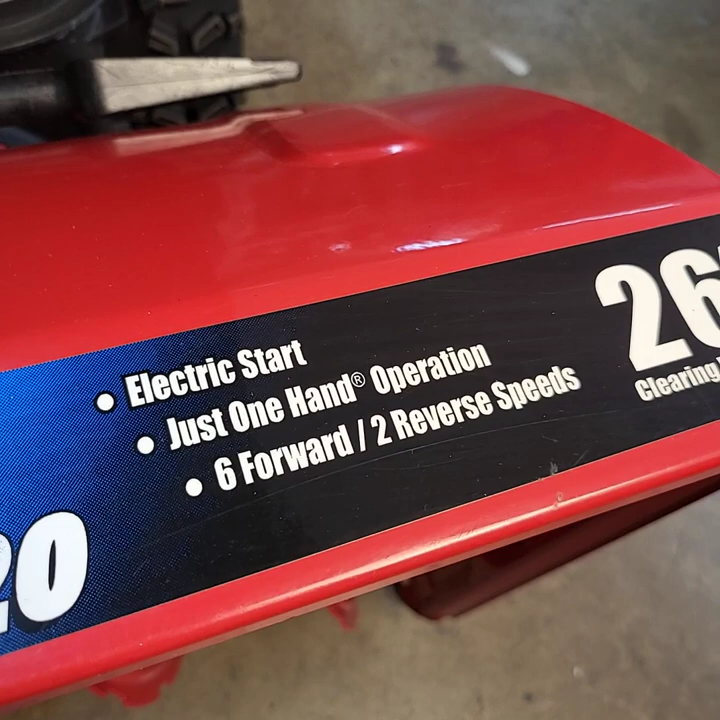 • Electric Start
• Just One Hand® Operation
• 6 Forward / 2 Reverse Speeds
26
Clearing
20